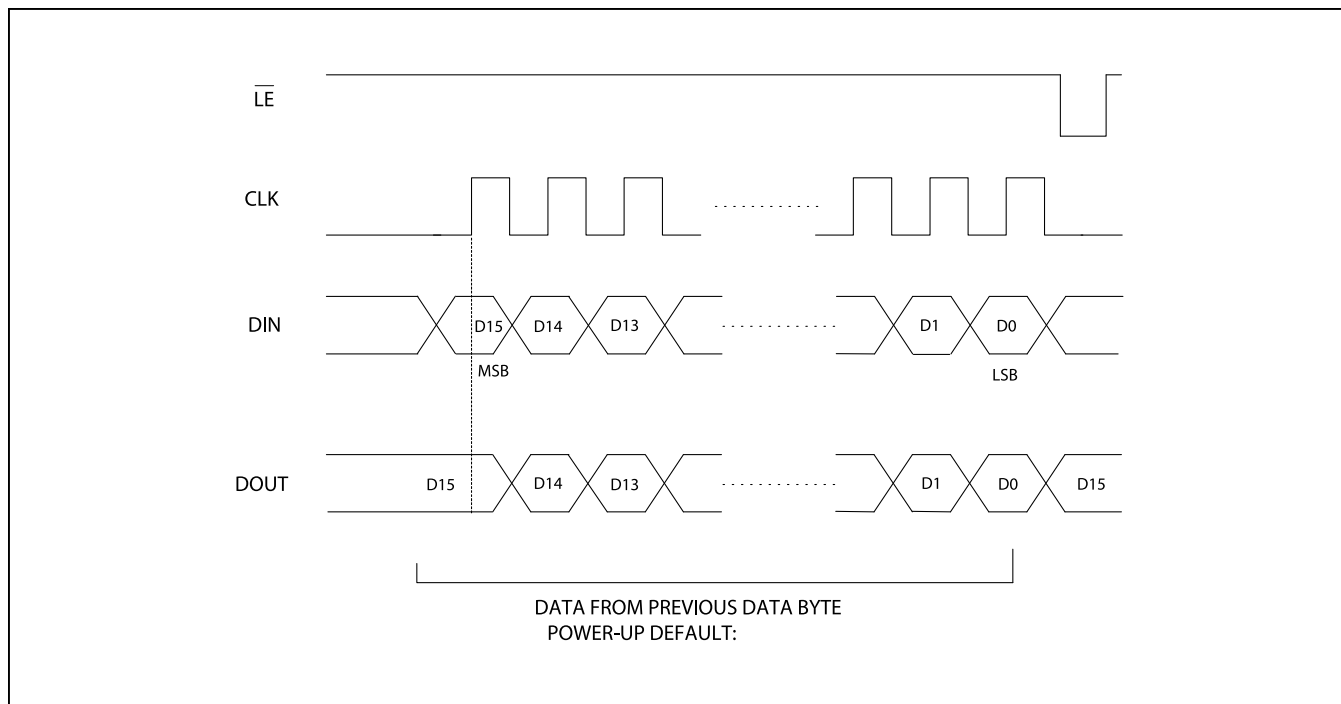 LE
CLK
DIN
D15 D14 D13 D1 D0
MSB LSB
DOUT
D15 D14 D13 D1 D0 D15
DATA FROM PREVIOUS DATA BYTE
POWER-UP DEFAULT: